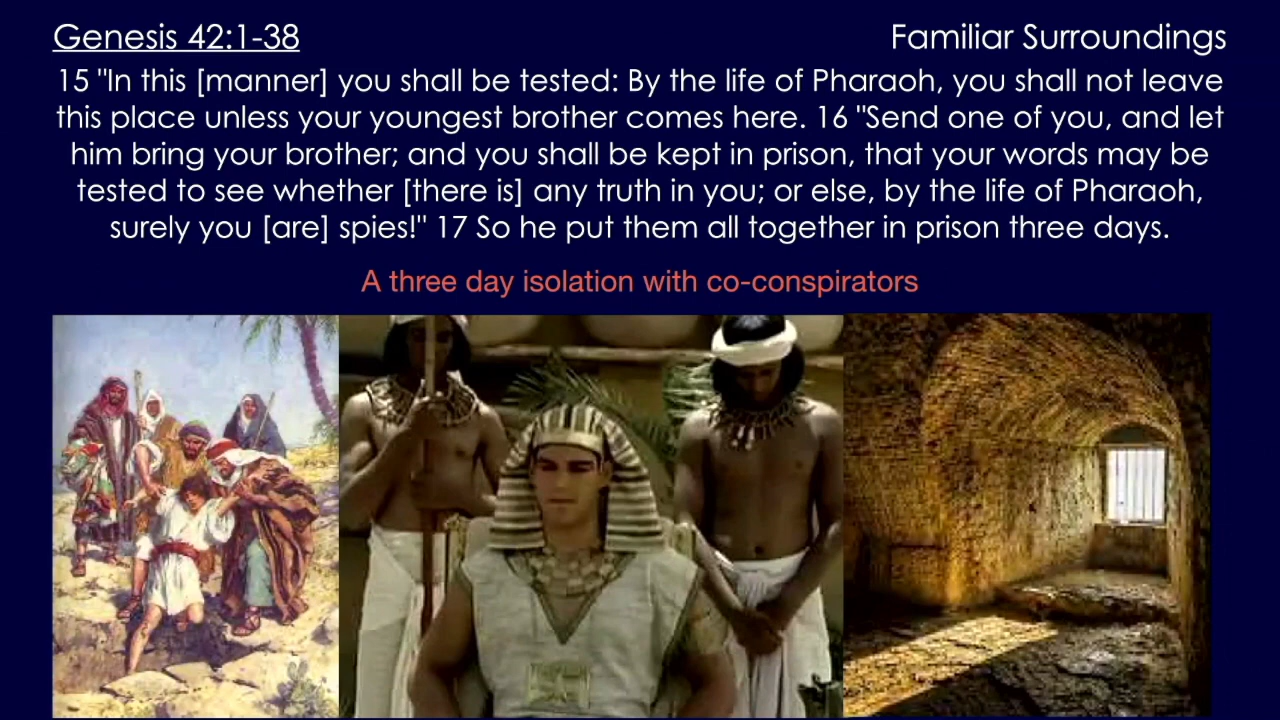 Genesis 42:1-38
Familiar Surroundings
15 "In this [manner] you shall be tested: By the life of Pharaoh, you shall not leave
this place unless your youngest brother comes here. 16 "Send one of you, and let
him bring your brother; and you shall be kept in prison, that your words may be
tested to see whether [there is] any truth in you; or else, by the life of Pharaoh,
surely you [are] spies!" 17 So he put them all together in prison three days.
A three day isolation with co-conspirators